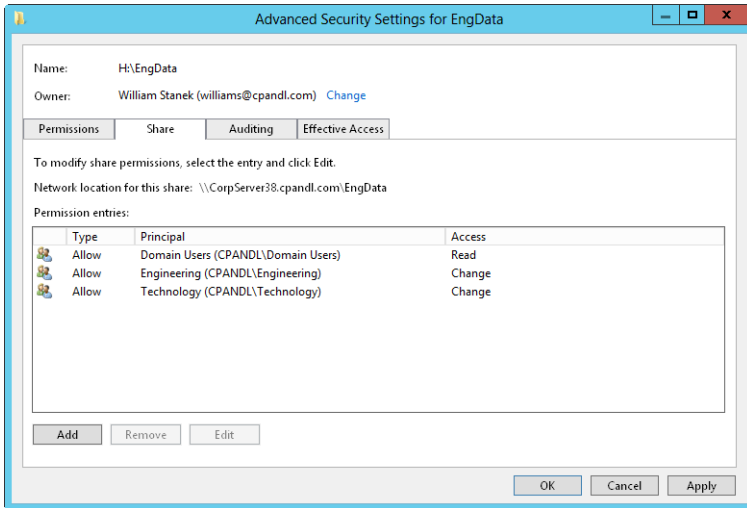 Advanced Security Settings for EngData
Name: H:\EngData
Owner: William Stanek (williams@cpandl.com) Change
Permissions Share Auditing Effective Access
To modify share permissions, select the entry and click Edit.
Network location for this share: \\CorpServer38.cpandl.com\EngData
Permission entries:
Type Principal Access
Allow Domain Users (CPANDL\Domain Users) Read
Allow Engineering (CPANDL\Engineering) Change
Allow Technology (CPANDL\Technology) Change
Add Remove Edit
OK Cancel Apply